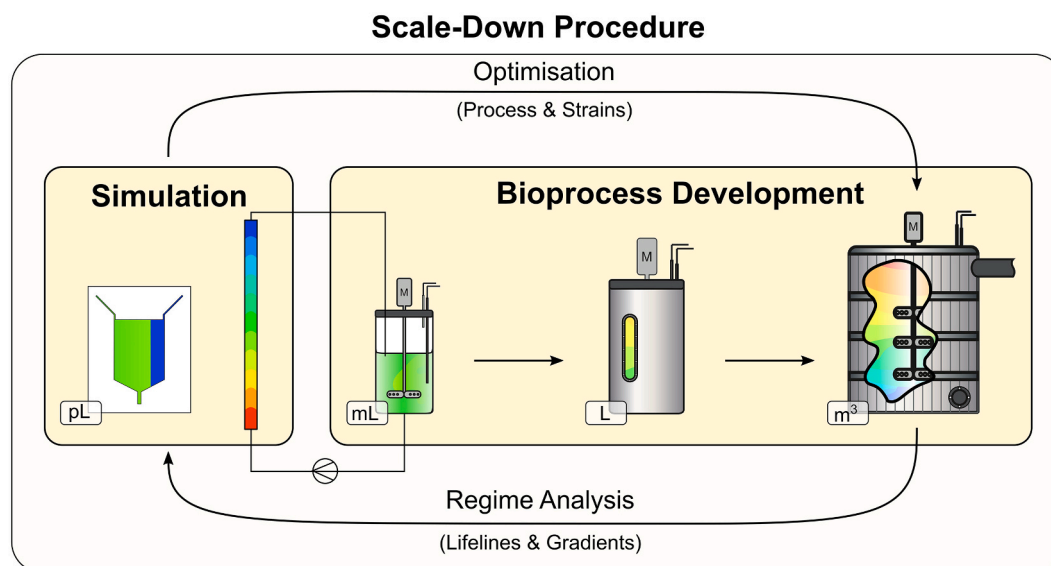 Scale-Down Procedure
Optimisation
(Process & Strains)
Simulation
Bioprocess Development
M
M
M
pL
mL
L
m³
Regime Analysis
(Lifelines & Gradients)